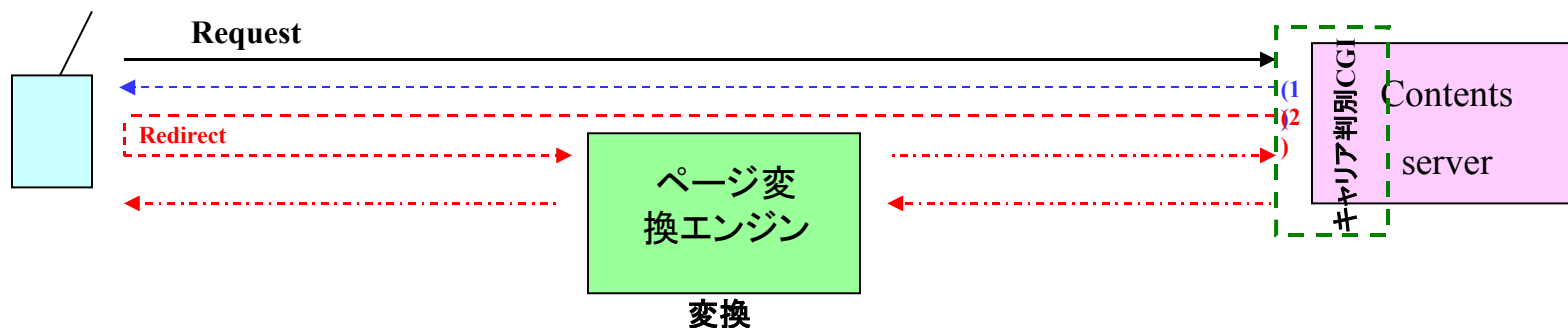 Request
(1
)
(2
)
Redirect
キャリア判別CGI
Contents
server
ページ変
換エンジン
変換